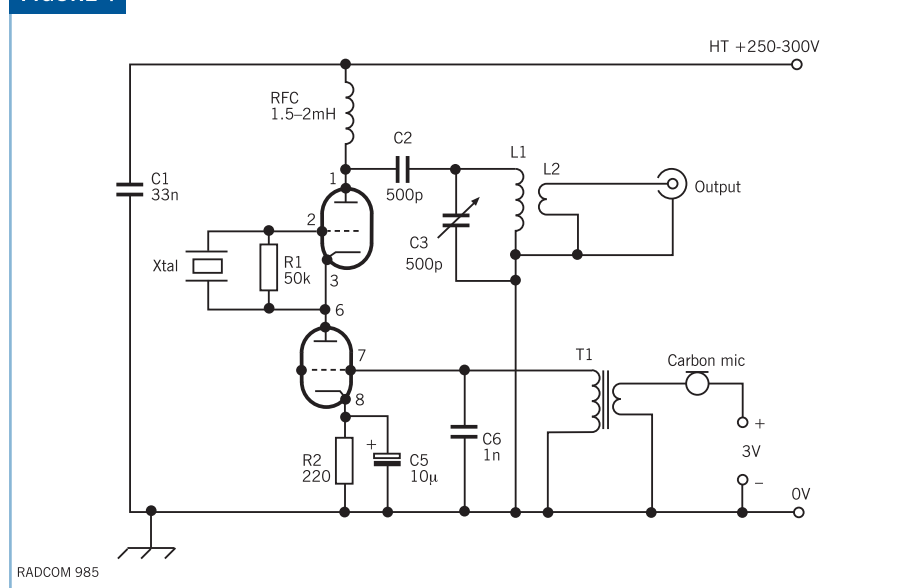 HT +250-300V
RFC
1.5–2mH
C2
500p
L1
L2
Output
C1
33n
1
2
3
C3
500p
Xtal
R1
50k
6
7
8
T1
Carbon mic
+
3V
–
R2
220
+
C5
10µ
C6
1n
0V
RADCOM 985